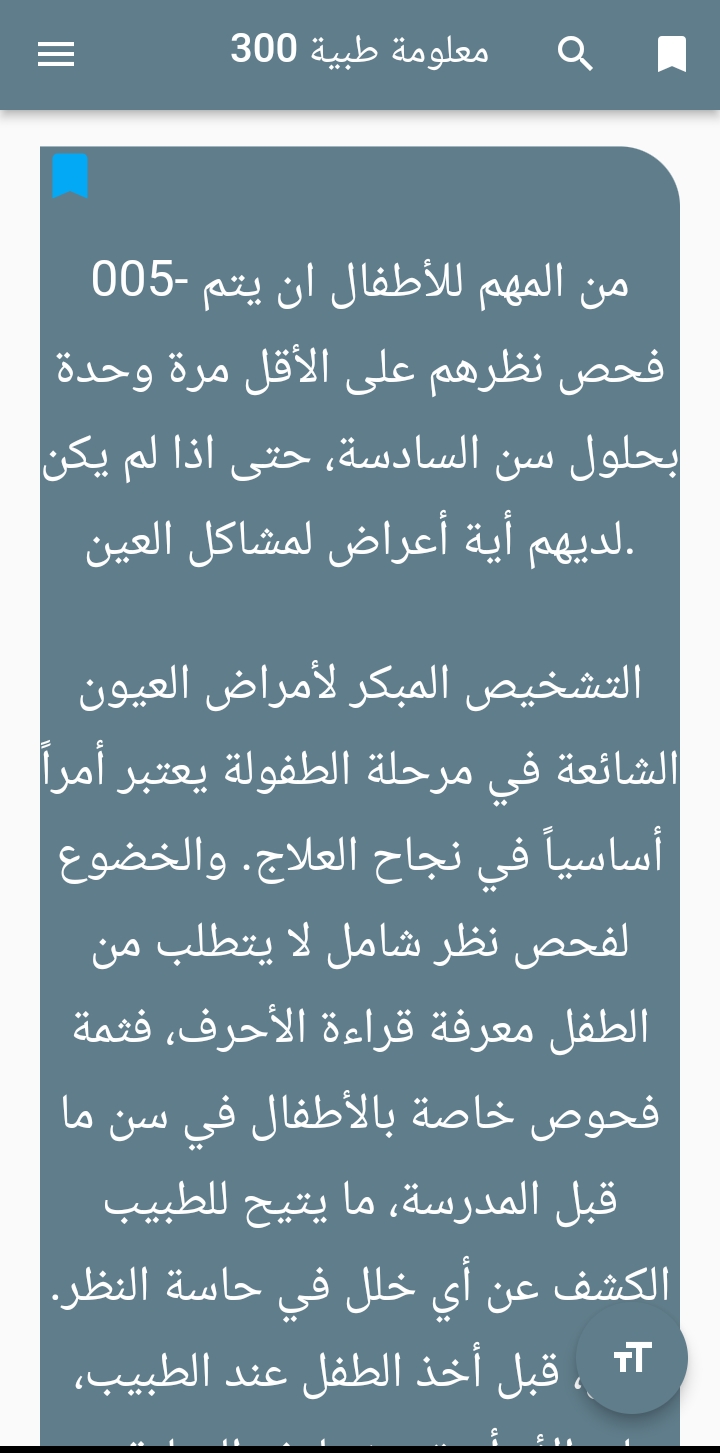 300 معلومة طبية
005- من المهم للأطفال ان يتم
فحص نظرهم على الأقل مرة وحدة
بحلول سن السادسة، حتى اذا لم يكن
لديهم أية أعراض لمشاكل العين.
التشخيص المبكر لأمراض العيون
الشائعة في مرحلة الطفولة يعتبر أمراً
أساسياً في نجاح العلاج. والخضوع
لفحص نظر شامل لا يتطلب من
الطفل معرفة قراءة الأحرف، فثمة
فحوص خاصة بالأطفال في سن ما
قبل المدرسة، ما يتيح للطبيب
الكشف عن أي خلل في حاسة النظر.
قبل أخذ الطفل عند الطبيب،